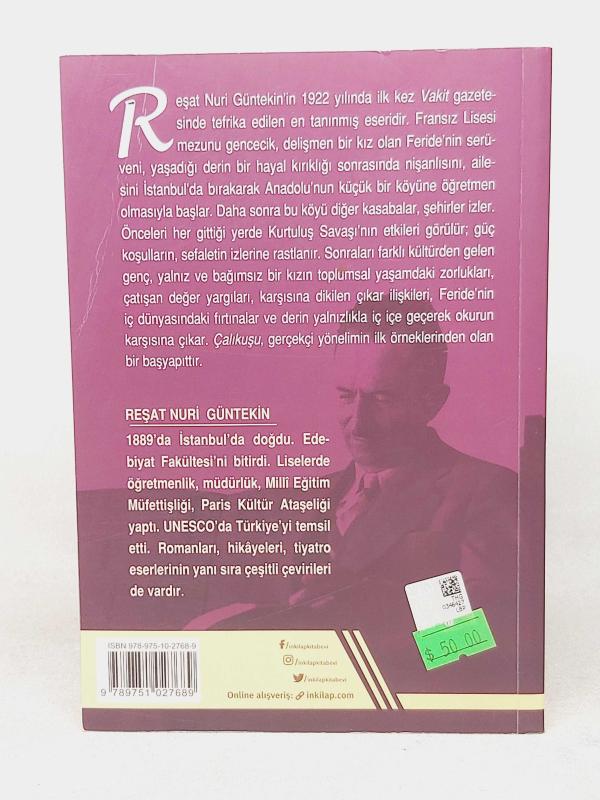 Reşat Nuri Güntekin'in 1922 yılında ilk kez Vakit gazete-
sinde tefrika edilen en tanınmış eseridir. Fransız Lisesi
mezunu gencecik, delişmen bir kız olan Feride'nin serü-
veni, yaşadığı derin bir hayal kırıklığı sonrasında nişanlısını, aile-
sini İstanbul'da bırakarak Anadolu'nun küçük bir köyüne öğretmen
olmasıyla başlar. Daha sonra bu köyü diğer kasabalar, şehirler izler.
Önceleri her gittiği yerde Kurtuluş Savaşı'nın etkileri görülür; güç
koşulların, sefaletin izlerine rastlanır. Sonraları farklı kültürden gelen
genç, yalnız ve bağımsız bir kızın toplumsal yaşamdaki zorlukları,
çatışan değer yargıları, karşısına dikilen çıkar ilişkileri, Feride'nin
iç dünyasındaki fırtınalar ve derin yalnızlıkla iç içe geçerek okurun
karşısına çıkar. Çalıkuşu, gerçekçi yönelimin ilk örneklerinden olan
bir başyapıttır.
REŞAT NURİ GÜNTEKİN
1889'da İstanbul'da doğdu. Ede-
biyat Fakültesi'ni bitirdi. Liselerde
öğretmenlik, müdürlük, Millî Eğitim
Müfettişliği, Paris Kültür Ataşeliği
yaptı. UNESCO'da Türkiye'yi temsil
etti. Romanları, hikâyeleri, tiyatro
eserlerinin yanı sıra çeşitli çevirileri
de vardır.
$ 50.00
ISBN 978-975-10-2768-9
9 789751 027689
/inkilapkitabevi
/inkilapkitabevi
/inkilapkitabevi
Online alışveriş: inkilap.com